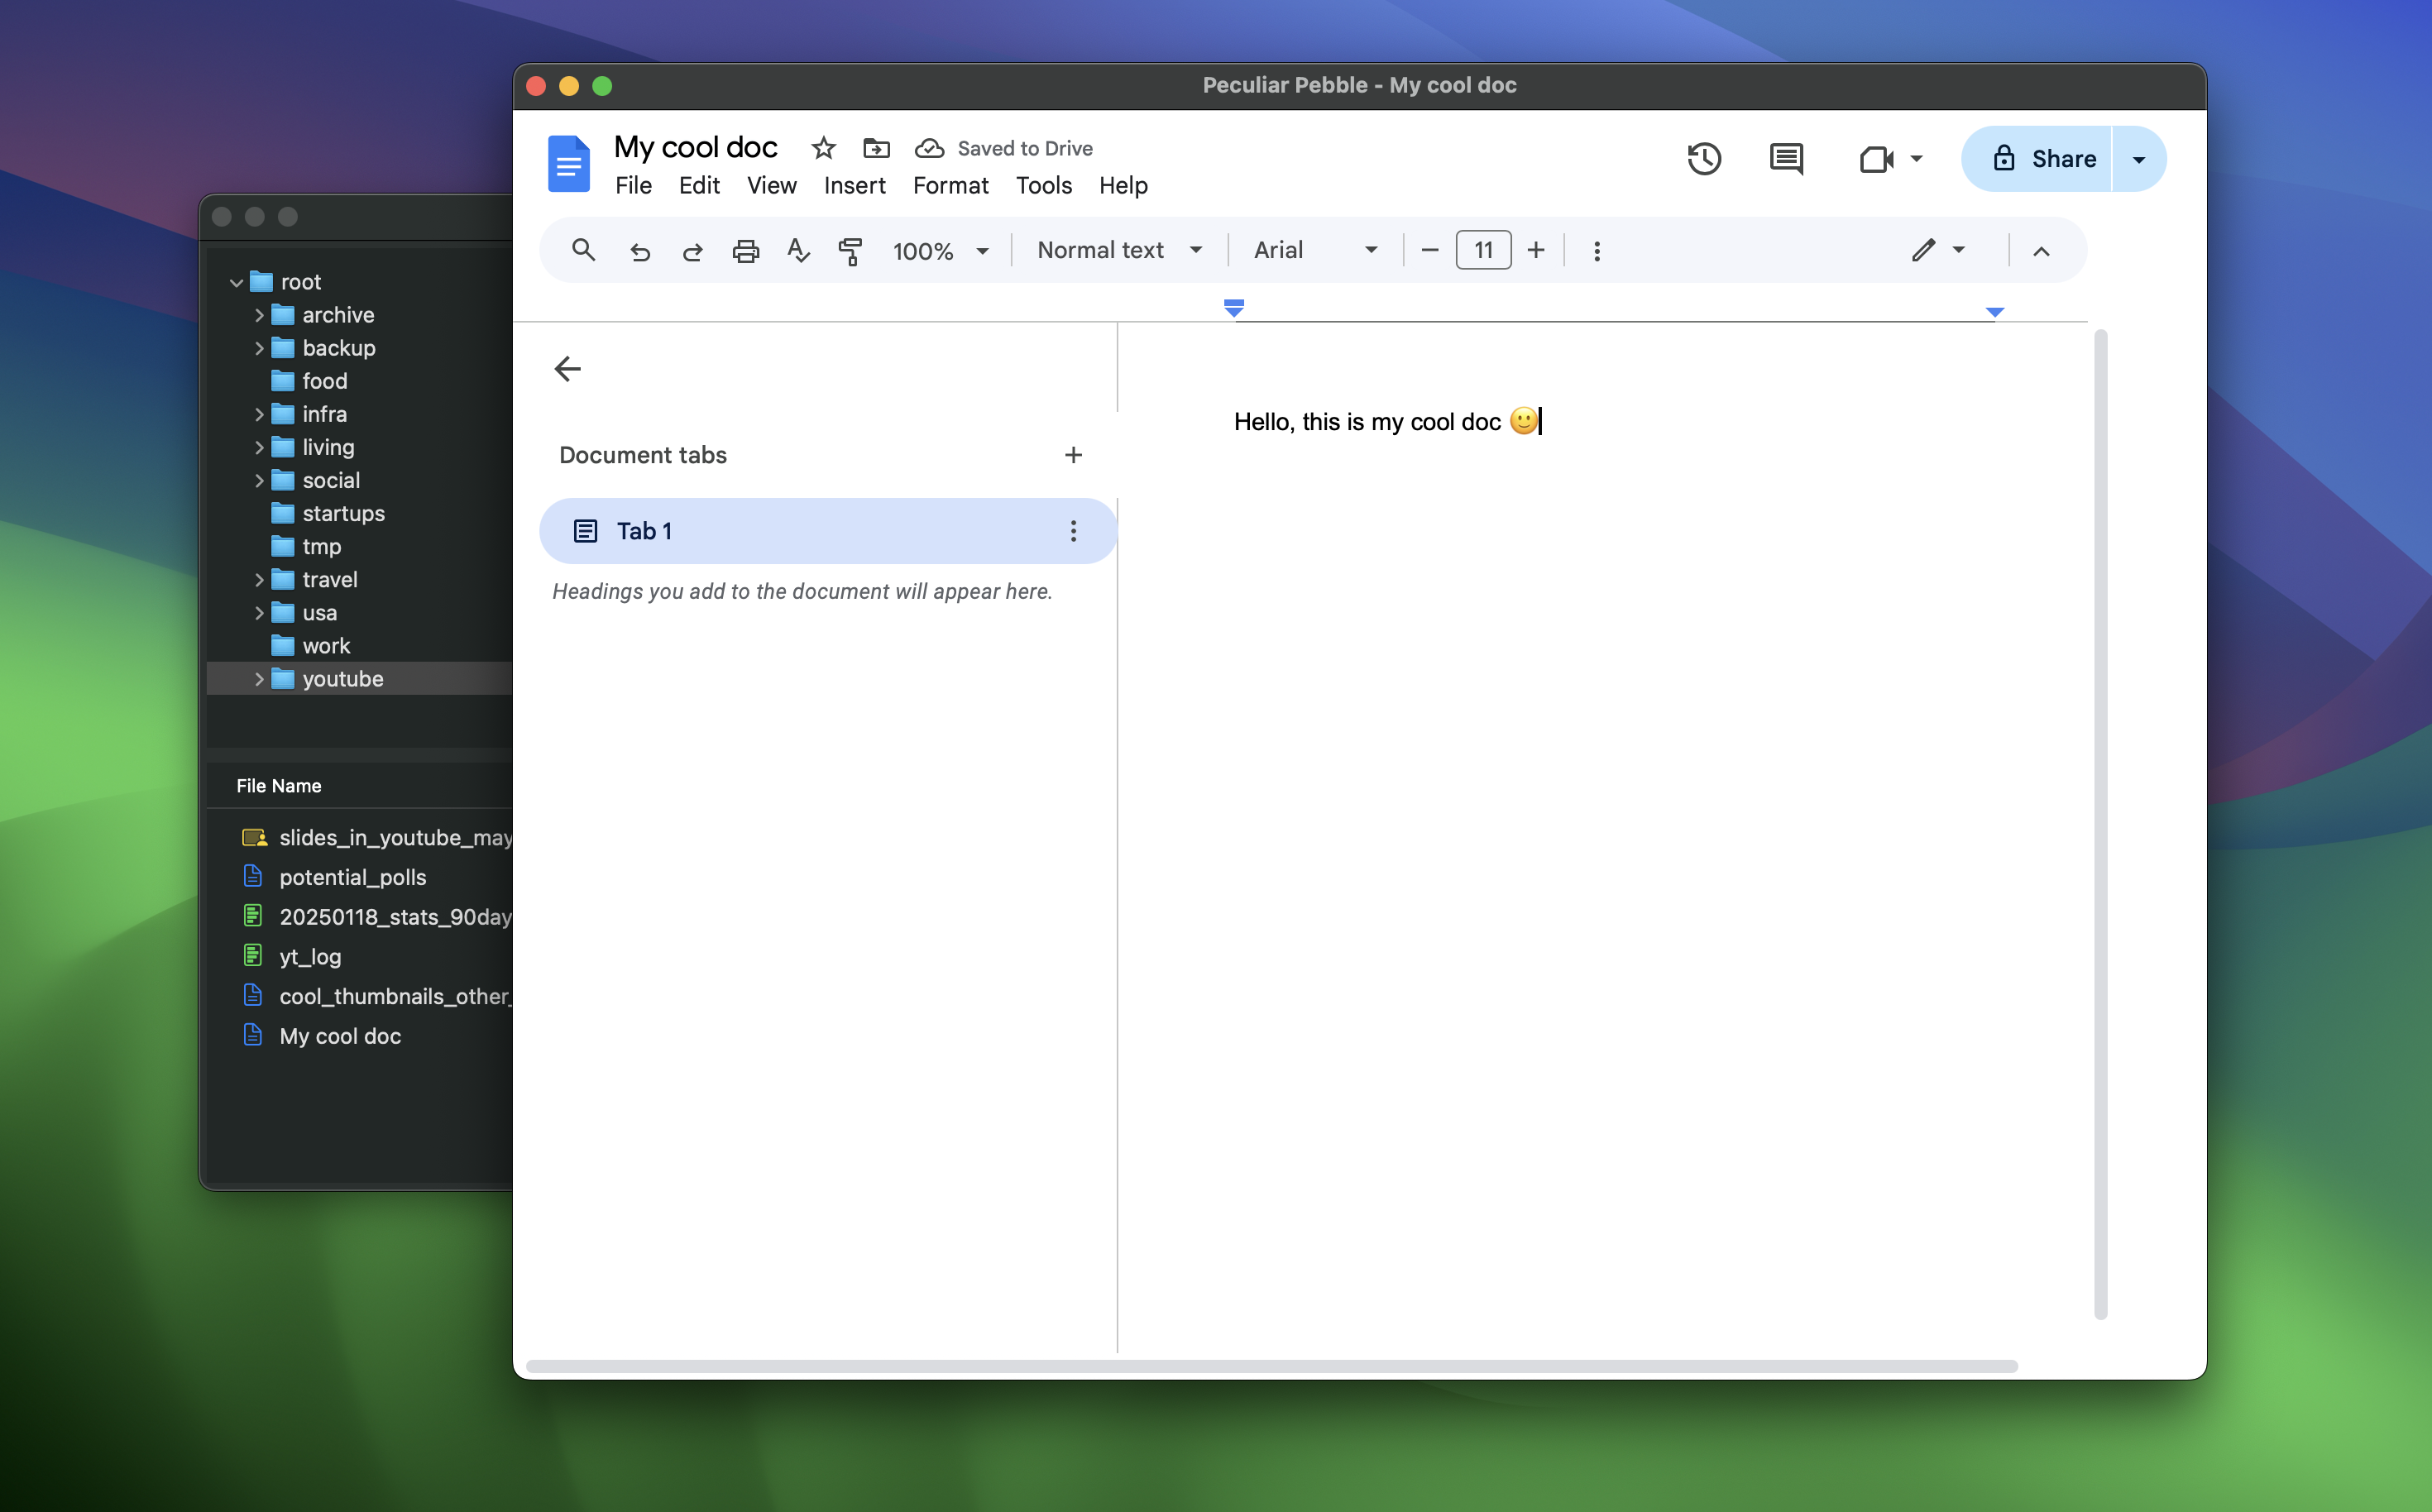 Peculiar Pebble - My cool doc
My cool doc
Saved to Drive
File Edit View Insert Format Tools Help
Share
100% Normal text Arial 11
Document tabs
Tab 1
Headings you add to the document will appear here.
Hello, this is my cool doc 🙂
root
archive
backup
food
infra
living
social
startups
tmp
travel
usa
work
youtube
File Name
slides_in_youtube_may
potential_polls
20250118_stats_90day
yt_log
cool_thumbnails_other_
My cool doc